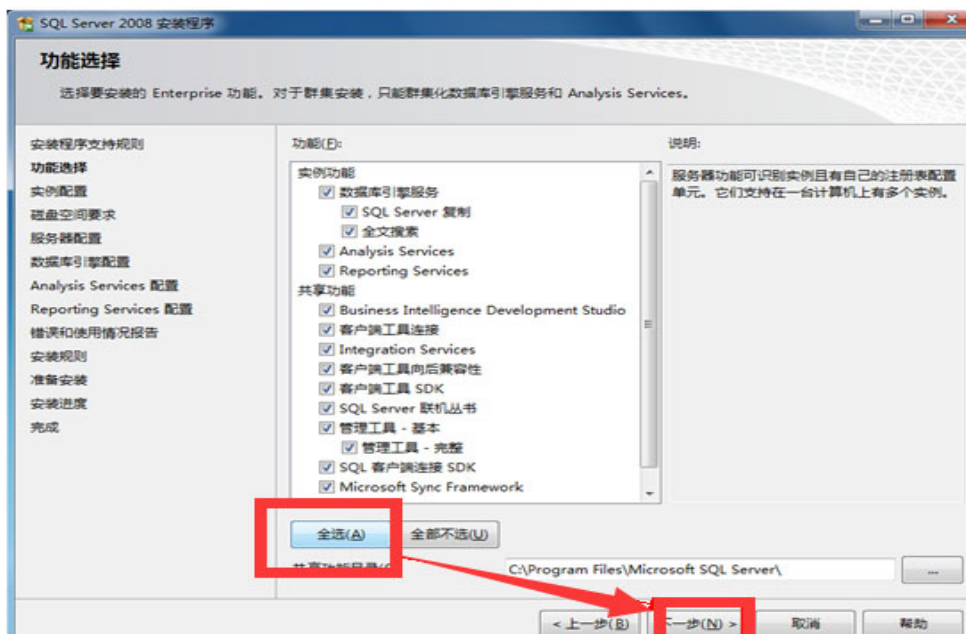 SQL Server 2008 安装程序
功能选择
选择要安装的 Enterprise 功能。对于群集安装，只能群集化数据库引擎服务和 Analysis Services。
安装程序支持规则
功能选择
实例配置
磁盘空间要求
服务器配置
数据库引擎配置
Analysis Services 配置
Reporting Services 配置
错误和使用情况报告
安装规则
准备安装
安装进度
完成
功能(F):
实例功能
数据库引擎服务
SQL Server 复制
全文搜索
Analysis Services
Reporting Services
共享功能
Business Intelligence Development Studio
客户端工具连接
Integration Services
客户端工具向后兼容性
客户端工具 SDK
SQL Server 联机丛书
管理工具 - 基本
管理工具 - 完整
SQL 客户端连接 SDK
Microsoft Sync Framework
说明:
服务器功能可识别实例且有自己的注册表配置
单元。它们支持在一台计算机上有多个实例。
全选(A)
全部不选(U)
共享功能目录
C:\Program Files\Microsoft SQL Server\
...
< 上一步(B)
下一步(N) >
取消
帮助